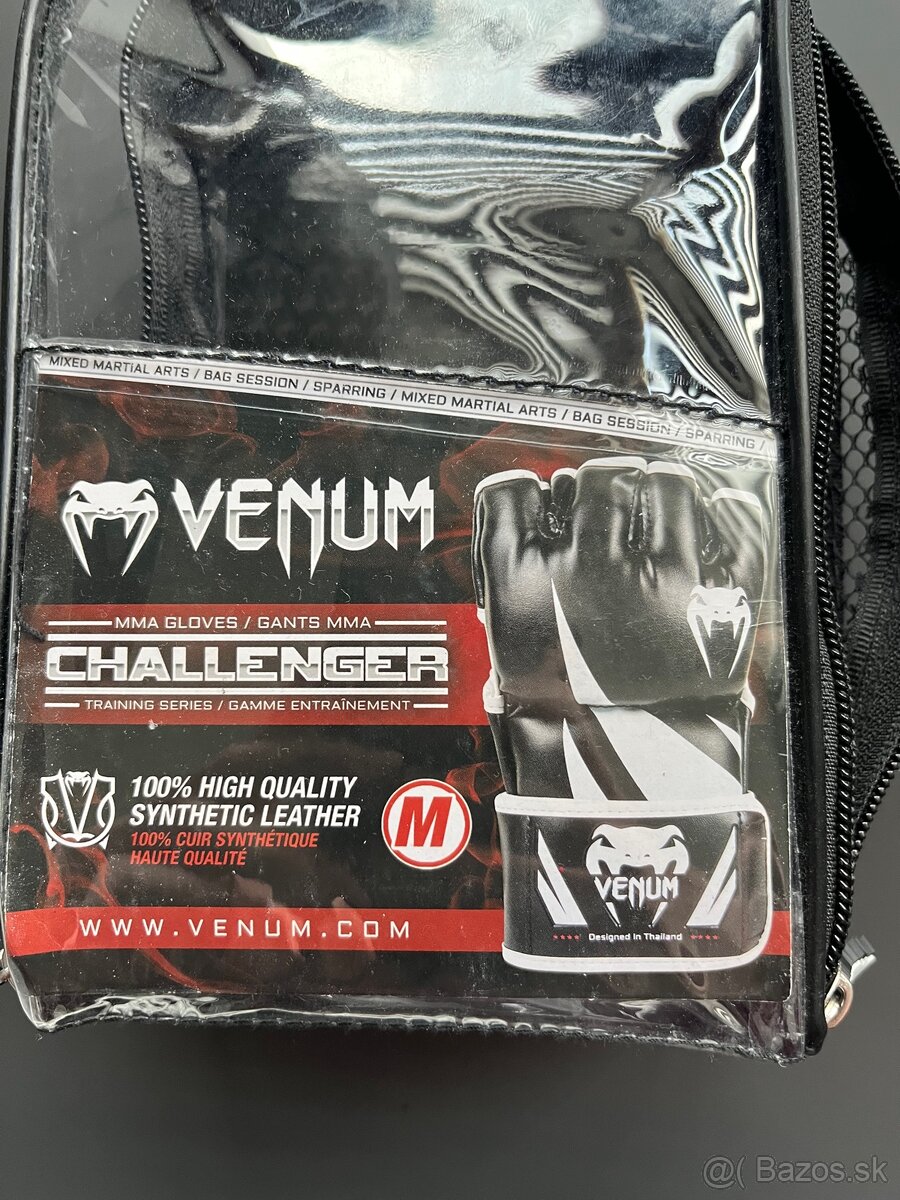 MIXED MARTIAL ARTS / BAG SESSION / SPARRING / MIXED MARTIAL ARTS / BAG SESSION / SPARRING /
VENUM
MMA GLOVES / GANTS MMA
CHALLENGER
TRAINING SERIES / GAMME ENTRAÎNEMENT
100% HIGH QUALITY
SYNTHETIC LEATHER
100% CUIR SYNTHÉTIQUE
HAUTE QUALITÉ
M
VENUM
Designed in Thailand
WWW.VENUM.COM
@( Bazos.sk